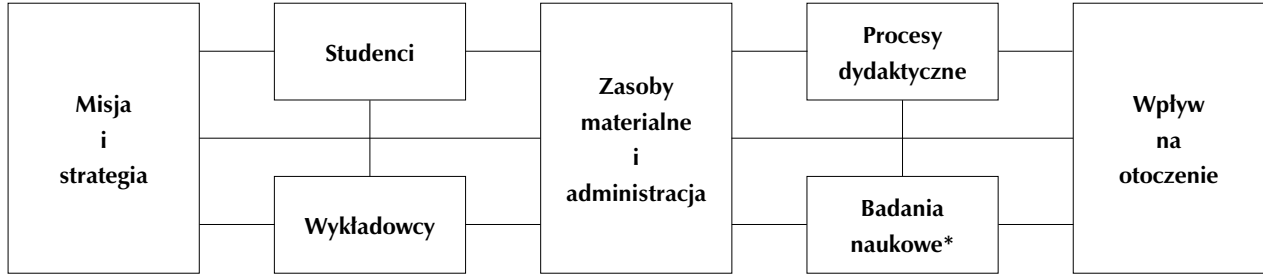 Misja
i
strategia
Studenci
Wykładowcy
Zasoby
materialne
i
administracja
Procesy
dydaktyczne
Badania
naukowe*
Wpływ
na
otoczenie